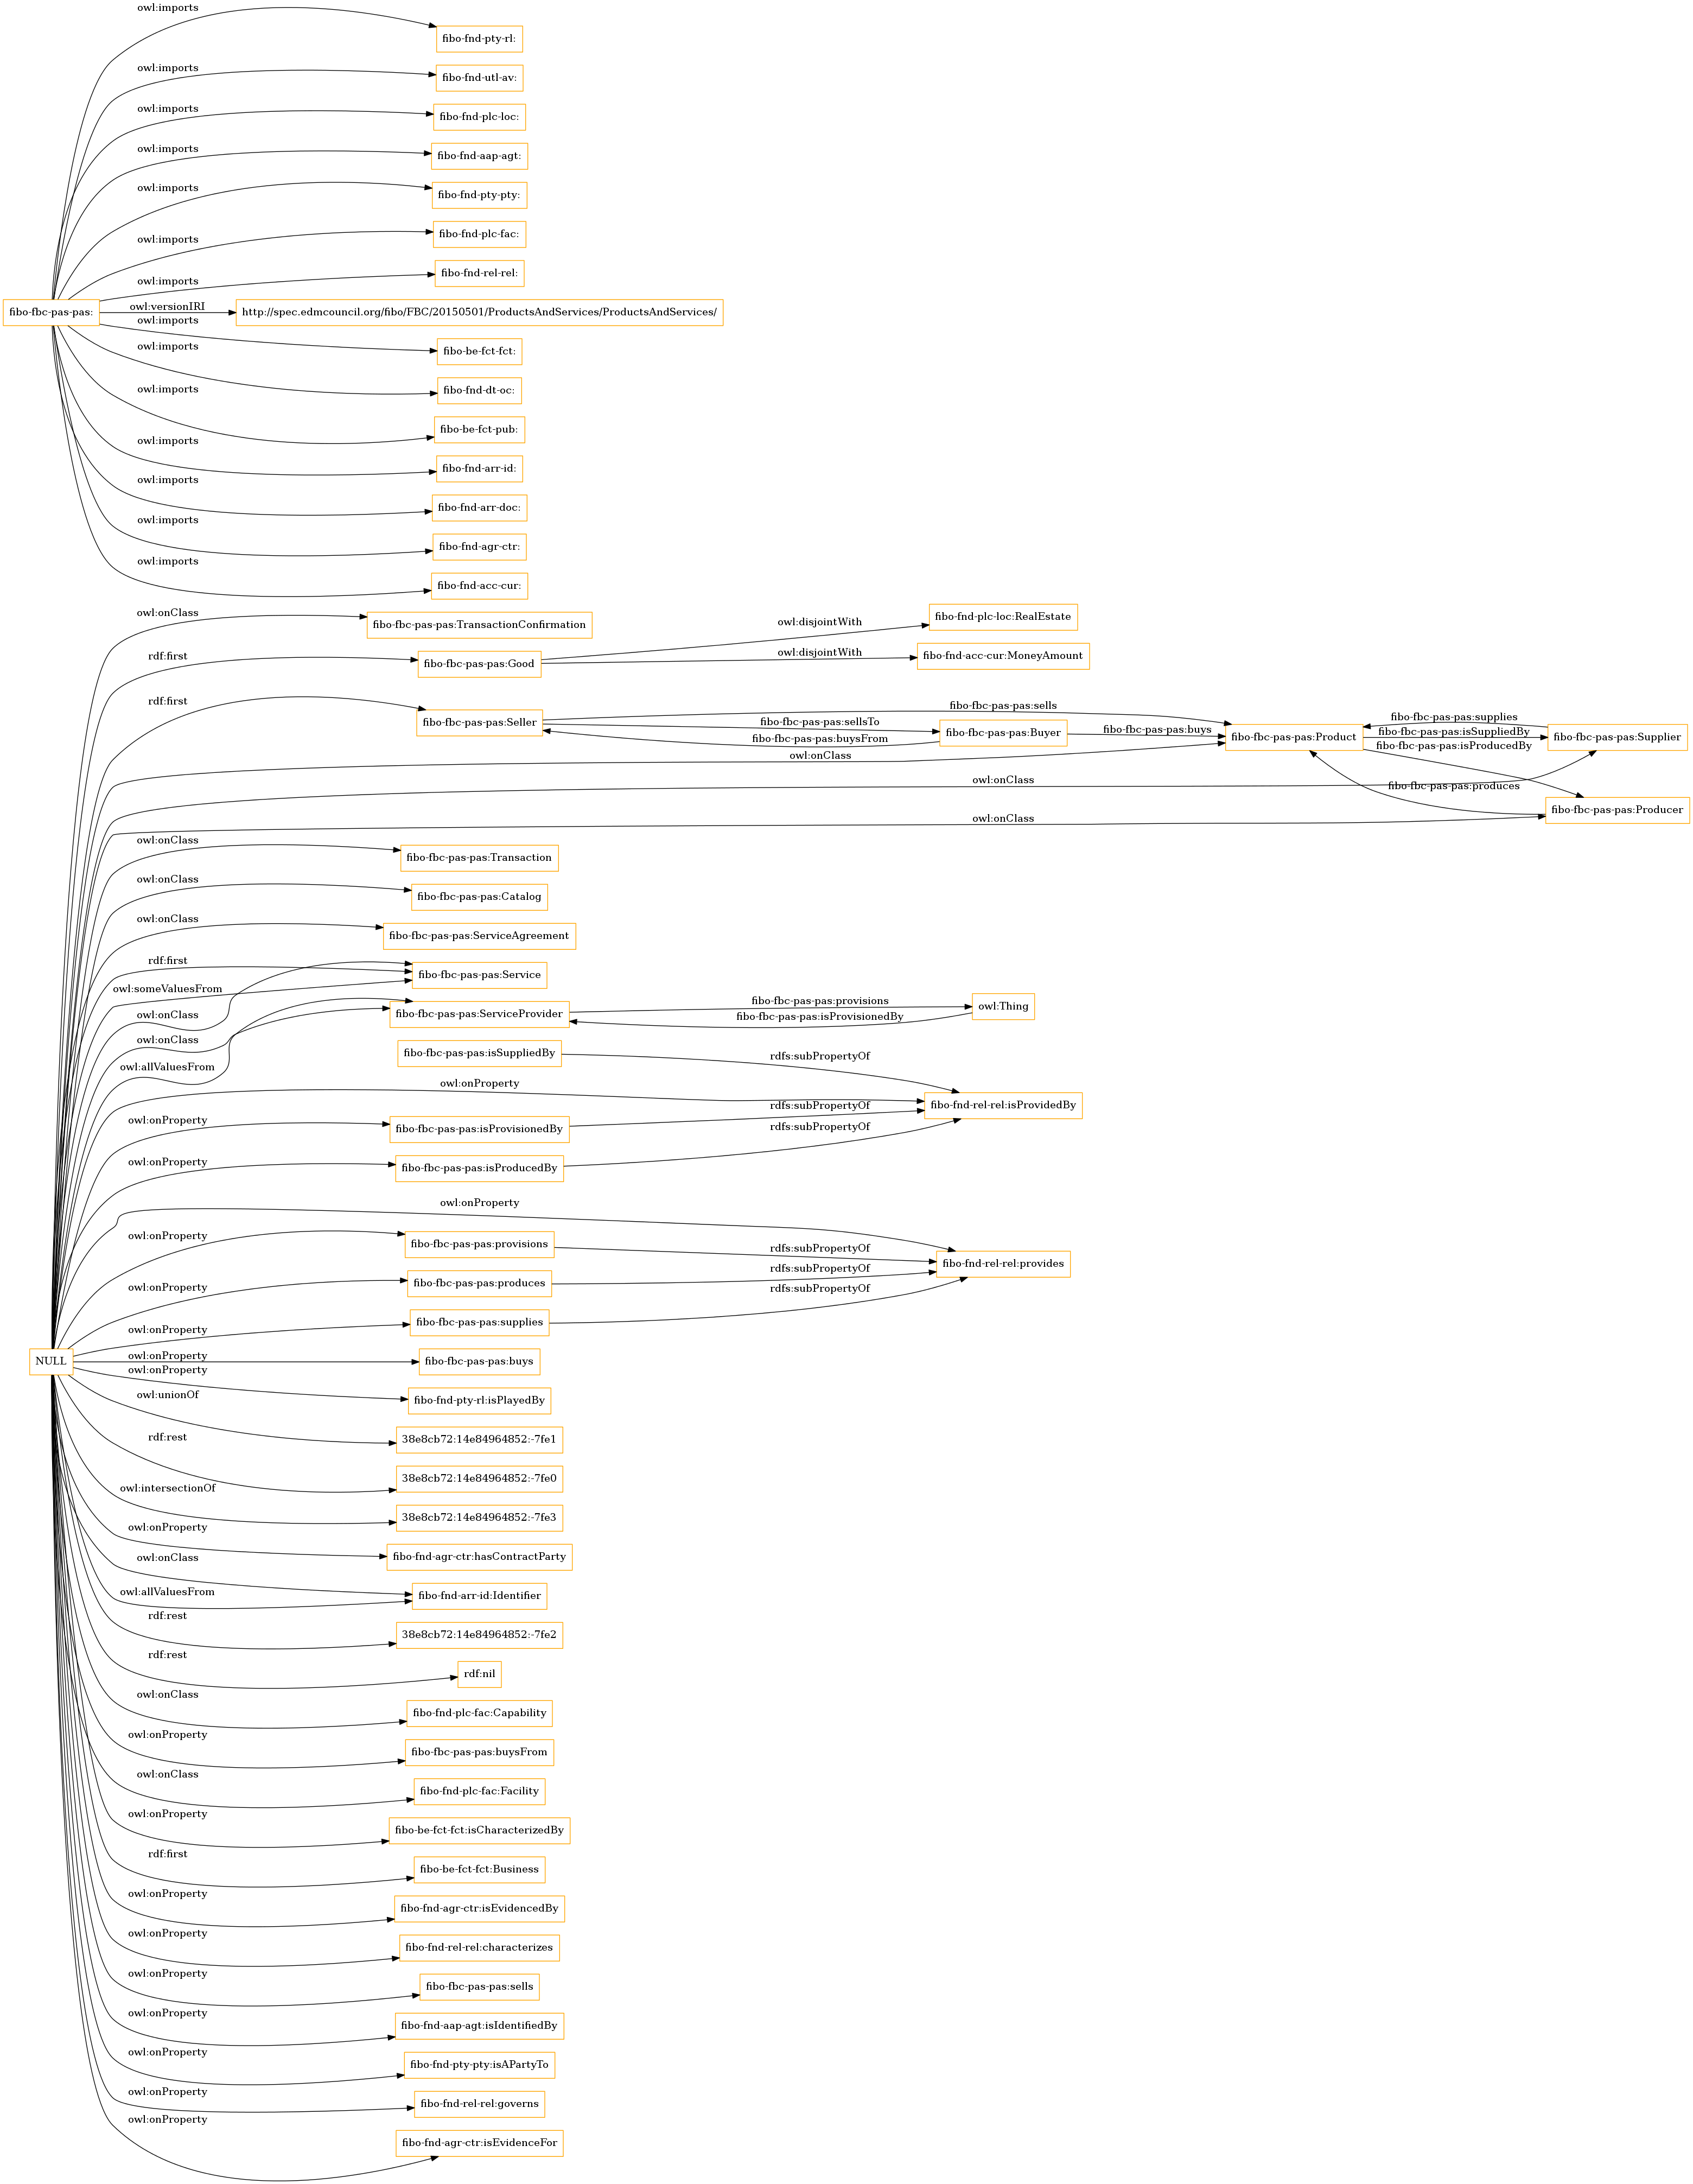 owl:imports
fibo-fnd-pty-rl:
owl:imports
fibo-fnd-utl-av:
owl:imports
fibo-fnd-plc-loc:
owl:imports
fibo-fnd-aap-agt:
owl:imports
fibo-fnd-pty-pty:
owl:imports
fibo-fnd-plc-fac:
owl:imports
fibo-fnd-rel-rel:
fibo-fbc-pas-pas:
owl:versionIRI
http://spec.edmcouncil.org/fibo/FBC/20150501/ProductsAndServices/ProductsAndServices/
owl:imports
fibo-be-fct-fct:
owl:imports
fibo-fnd-dt-oc:
owl:imports
fibo-be-fct-pub:
owl:imports
fibo-fnd-arr-id:
owl:imports
fibo-fnd-arr-doc:
owl:imports
fibo-fnd-agr-ctr:
owl:imports
fibo-fnd-acc-cur:
owl:onClass
fibo-fbc-pas-pas:TransactionConfirmation
owl:disjointWith
fibo-fnd-plc-loc:RealEstate
rdf:first
fibo-fbc-pas-pas:Good
owl:disjointWith
fibo-fnd-acc-cur:MoneyAmount
rdf:first
fibo-fbc-pas-pas:Seller
fibo-fbc-pas-pas:sells
fibo-fbc-pas-pas:sellsTo
fibo-fbc-pas-pas:buysFrom
fibo-fbc-pas-pas:Buyer
fibo-fbc-pas-pas:buys
fibo-fbc-pas-pas:Product
fibo-fbc-pas-pas:supplies
fibo-fbc-pas-pas:isSuppliedBy
fibo-fbc-pas-pas:isProducedBy
fibo-fbc-pas-pas:Supplier
owl:onClass
owl:onClass
fibo-fbc-pas-pas:produces
fibo-fbc-pas-pas:Producer
owl:onClass
owl:onClass
fibo-fbc-pas-pas:Transaction
owl:onClass
fibo-fbc-pas-pas:Catalog
owl:onClass
fibo-fbc-pas-pas:ServiceAgreement
rdf:first
fibo-fbc-pas-pas:Service
owl:someValuesFrom
owl:onClass
fibo-fbc-pas-pas:ServiceProvider
fibo-fbc-pas-pas:provisions
fibo-fbc-pas-pas:isProvisionedBy
owl:Thing
owl:onClass
owl:allValuesFrom
fibo-fbc-pas-pas:isSuppliedBy
rdfs:subPropertyOf
owl:onProperty
fibo-fnd-rel-rel:isProvidedBy
rdfs:subPropertyOf
owl:onProperty
fibo-fbc-pas-pas:isProvisionedBy
rdfs:subPropertyOf
owl:onProperty
fibo-fbc-pas-pas:isProducedBy
owl:onProperty
owl:onProperty
fibo-fbc-pas-pas:provisions
rdfs:subPropertyOf
fibo-fnd-rel-rel:provides
owl:onProperty
fibo-fbc-pas-pas:produces
rdfs:subPropertyOf
rdfs:subPropertyOf
owl:onProperty
fibo-fbc-pas-pas:supplies
NULL
owl:onProperty
fibo-fbc-pas-pas:buys
owl:onProperty
fibo-fnd-pty-rl:isPlayedBy
owl:unionOf
38e8cb72:14e84964852:-7fe1
rdf:rest
38e8cb72:14e84964852:-7fe0
owl:intersectionOf
38e8cb72:14e84964852:-7fe3
owl:onProperty
fibo-fnd-agr-ctr:hasContractParty
owl:onClass
owl:allValuesFrom
fibo-fnd-arr-id:Identifier
rdf:rest
38e8cb72:14e84964852:-7fe2
rdf:rest
rdf:nil
owl:onClass
fibo-fnd-plc-fac:Capability
owl:onProperty
fibo-fbc-pas-pas:buysFrom
owl:onClass
fibo-fnd-plc-fac:Facility
owl:onProperty
fibo-be-fct-fct:isCharacterizedBy
rdf:first
fibo-be-fct-fct:Business
owl:onProperty
fibo-fnd-agr-ctr:isEvidencedBy
owl:onProperty
fibo-fnd-rel-rel:characterizes
owl:onProperty
fibo-fbc-pas-pas:sells
owl:onProperty
fibo-fnd-aap-agt:isIdentifiedBy
owl:onProperty
fibo-fnd-pty-pty:isAPartyTo
owl:onProperty
fibo-fnd-rel-rel:governs
owl:onProperty
fibo-fnd-agr-ctr:isEvidenceFor